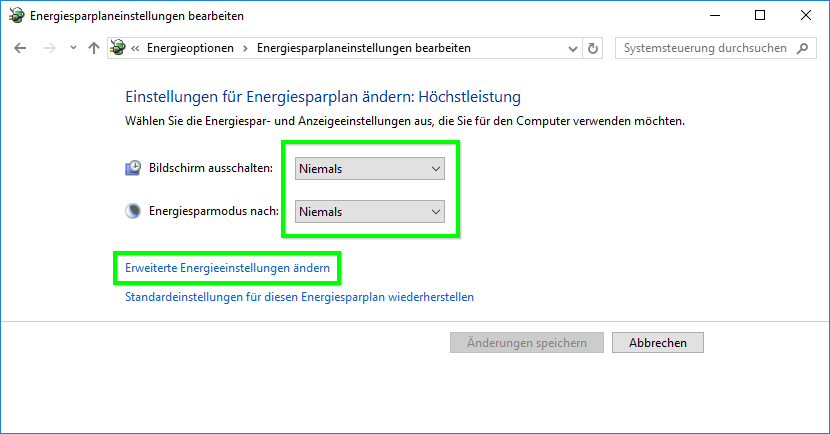 Energiesparplaneinstellungen bearbeiten
« Energieoptionen > Energiesparplaneinstellungen bearbeiten
Systemsteuerung durchsuchen
Einstellungen für Energiesparplan ändern: Höchstleistung
Wählen Sie die Energiespar- und Anzeigeeinstellungen aus, die Sie für den Computer verwenden möchten.
Bildschirm ausschalten: Niemals
Energiesparmodus nach: Niemals
Erweiterte Energieeinstellungen ändern
Standardeinstellungen für diesen Energiesparplan wiederherstellen
Änderungen speichern Abbrechen